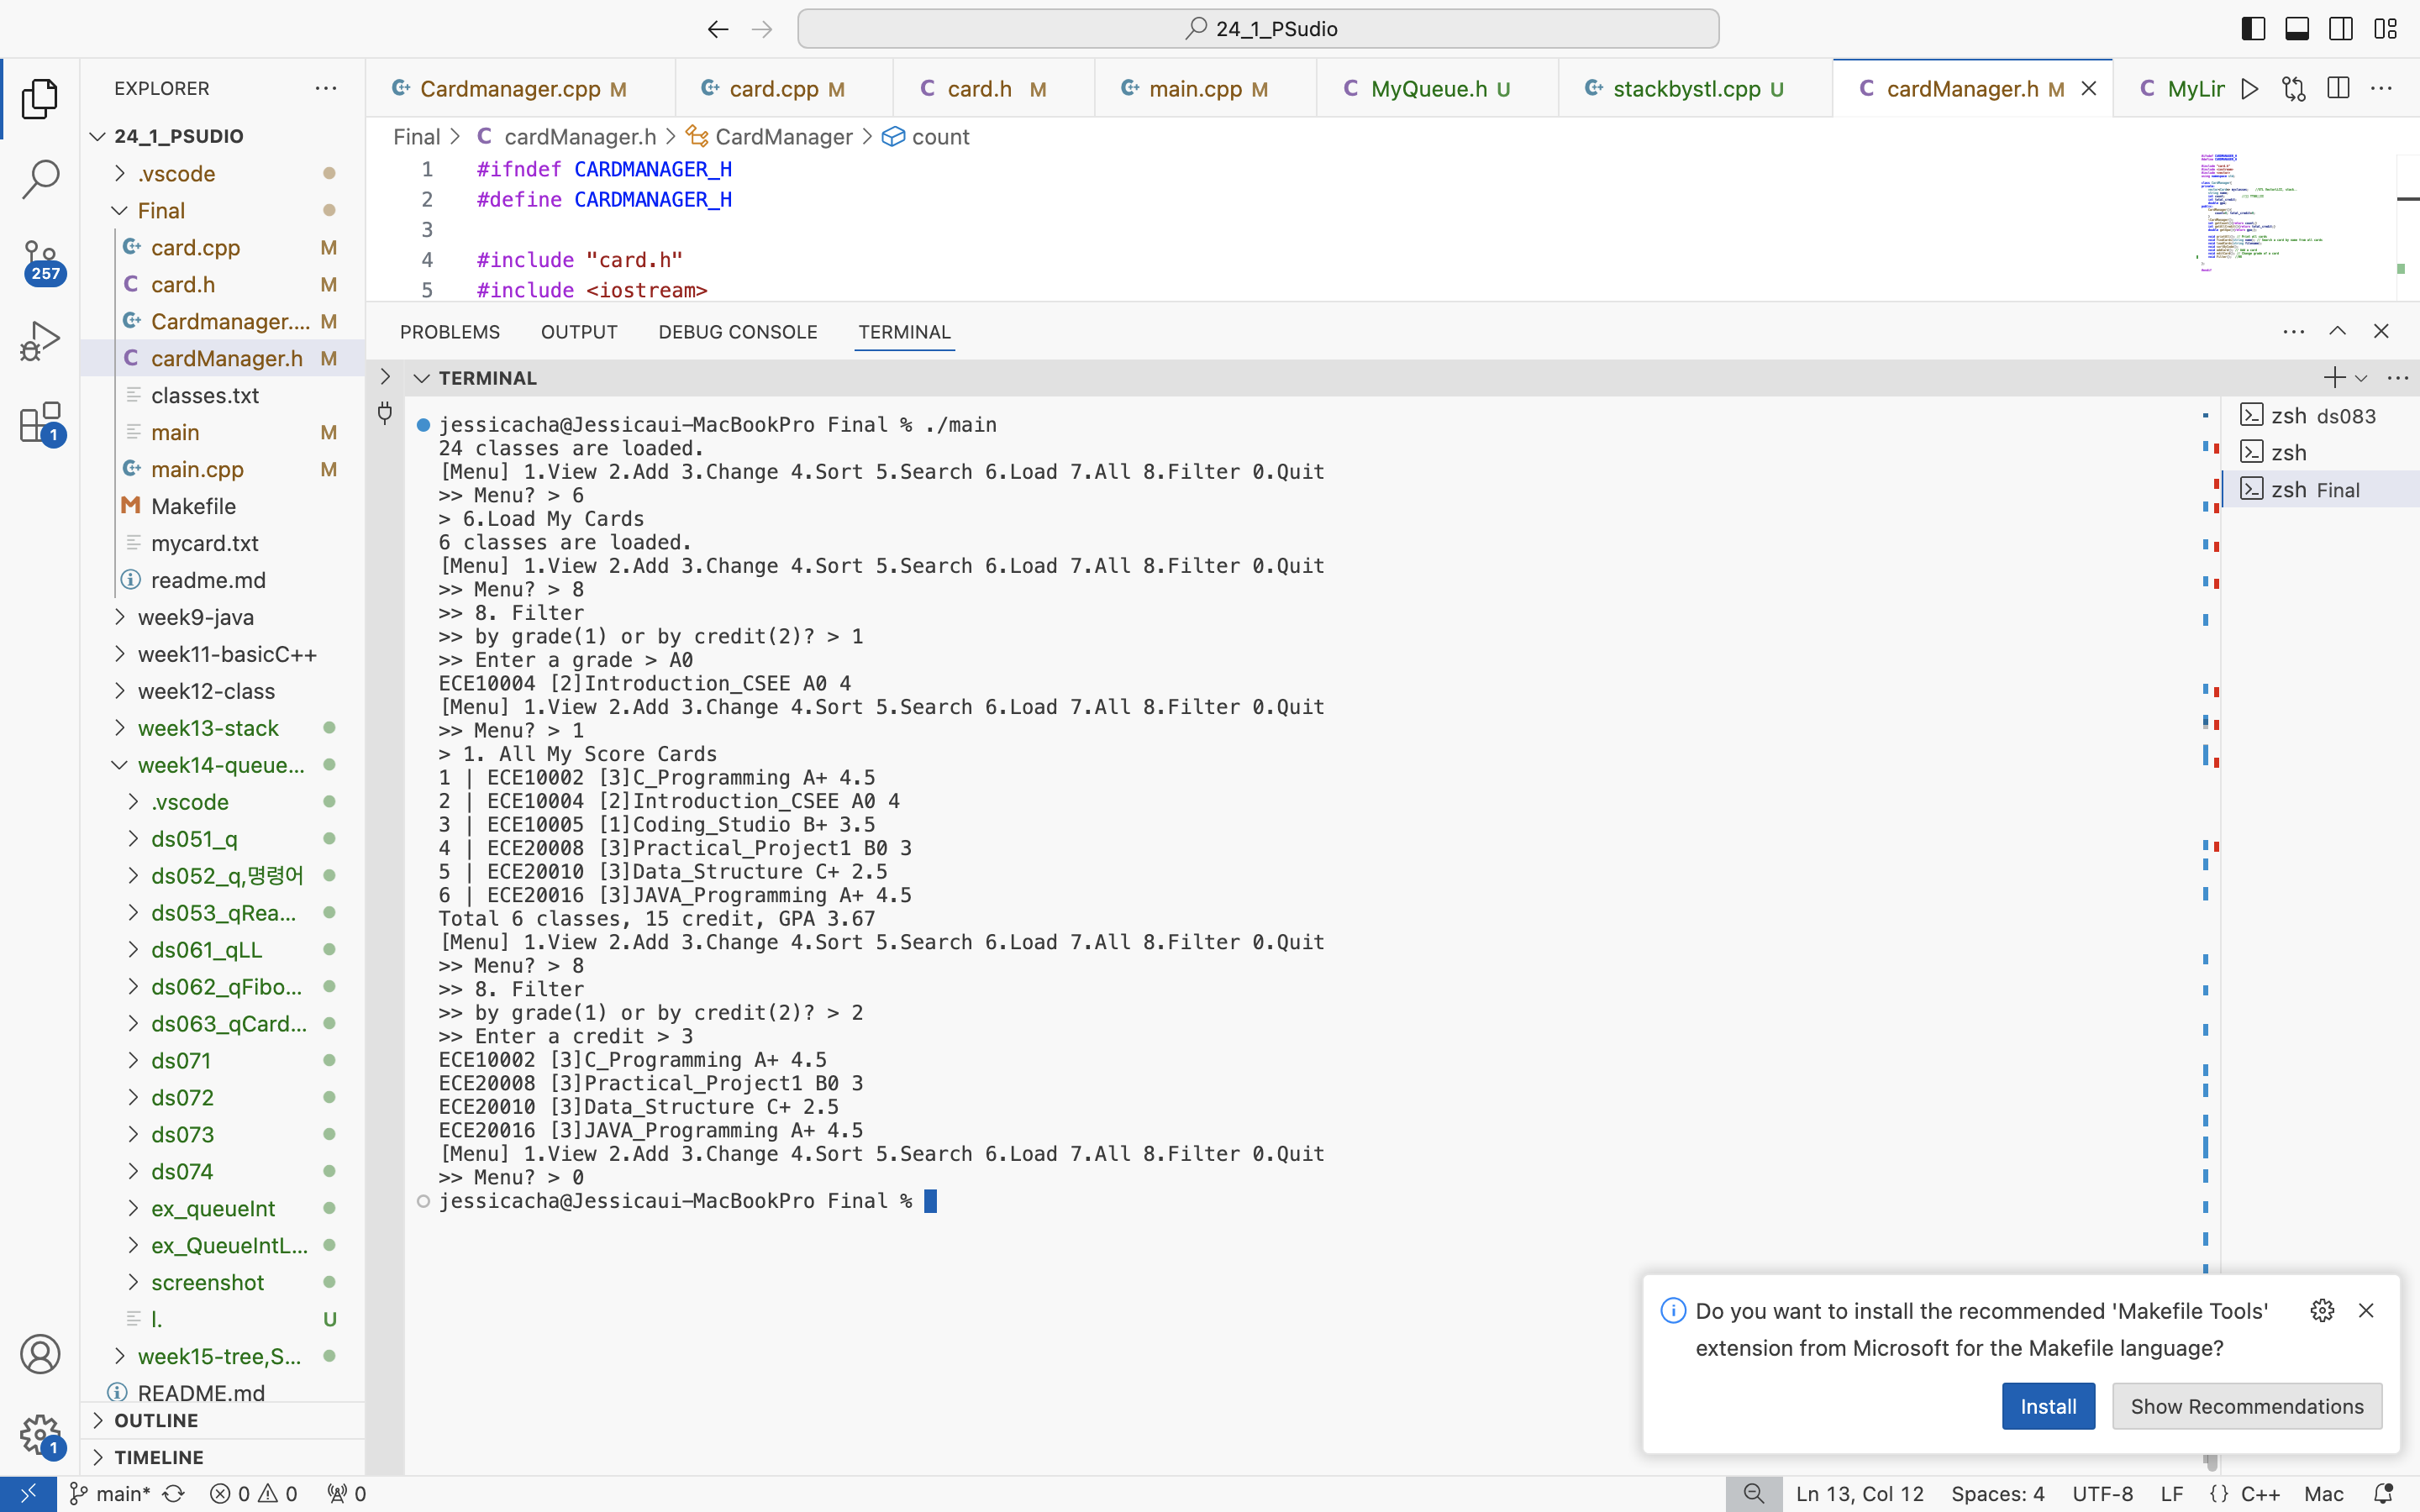 24_1_PSudio
EXPLORER
24_1_PSUDIO
.vscode
Final
card.cpp M
card.h M
Cardmanager.... M
cardManager.h M
classes.txt
main M
main.cpp M
Makefile
mycard.txt
readme.md
week9-java
week11-basicC++
week12-class
week13-stack
week14-queue...
.vscode
ds051_q
ds052_q,명령어
ds053_qRea...
ds061_qLL
ds062_qFibo...
ds063_qCard...
ds071
ds072
ds073
ds074
ex_queueInt
ex_QueueIntL...
screenshot
l. U
week15-tree,S...
README.md
OUTLINE
TIMELINE
257
1
1
Cardmanager.cpp M
card.cpp M
card.h M
main.cpp M
MyQueue.h U
stackbystl.cpp U
cardManager.h M
MyLir
Final > cardManager.h > CardManager > count
1 #ifndef CARDMANAGER_H
2 #define CARDMANAGER_H
3
4 #include "card.h"
5 #include <iostream>
PROBLEMS OUTPUT DEBUG CONSOLE TERMINAL
TERMINAL
jessicacha@Jessicaui-MacBookPro Final % ./main
24 classes are loaded.
[Menu] 1.View 2.Add 3.Change 4.Sort 5.Search 6.Load 7.All 8.Filter 0.Quit
>> Menu? > 6
> 6.Load My Cards
6 classes are loaded.
[Menu] 1.View 2.Add 3.Change 4.Sort 5.Search 6.Load 7.All 8.Filter 0.Quit
>> Menu? > 8
>> 8. Filter
>> by grade(1) or by credit(2)? > 1
>> Enter a grade > A0
ECE10004 [2]Introduction_CSEE A0 4
[Menu] 1.View 2.Add 3.Change 4.Sort 5.Search 6.Load 7.All 8.Filter 0.Quit
>> Menu? > 1
> 1. All My Score Cards
1 | ECE10002 [3]C_Programming A+ 4.5
2 | ECE10004 [2]Introduction_CSEE A0 4
3 | ECE10005 [1]Coding_Studio B+ 3.5
4 | ECE20008 [3]Practical_Project1 B0 3
5 | ECE20010 [3]Data_Structure C+ 2.5
6 | ECE20016 [3]JAVA_Programming A+ 4.5
Total 6 classes, 15 credit, GPA 3.67
[Menu] 1.View 2.Add 3.Change 4.Sort 5.Search 6.Load 7.All 8.Filter 0.Quit
>> Menu? > 8
>> 8. Filter
>> by grade(1) or by credit(2)? > 2
>> Enter a credit > 3
ECE10002 [3]C_Programming A+ 4.5
ECE20008 [3]Practical_Project1 B0 3
ECE20010 [3]Data_Structure C+ 2.5
ECE20016 [3]JAVA_Programming A+ 4.5
[Menu] 1.View 2.Add 3.Change 4.Sort 5.Search 6.Load 7.All 8.Filter 0.Quit
>> Menu? > 0
jessicacha@Jessicaui-MacBookPro Final %
zsh ds083
zsh
zsh Final
Do you want to install the recommended 'Makefile Tools'
extension from Microsoft for the Makefile language?
Install
Show Recommendations
main* 0 0 0
Ln 13, Col 12 Spaces: 4 UTF-8 LF {} C++ Mac